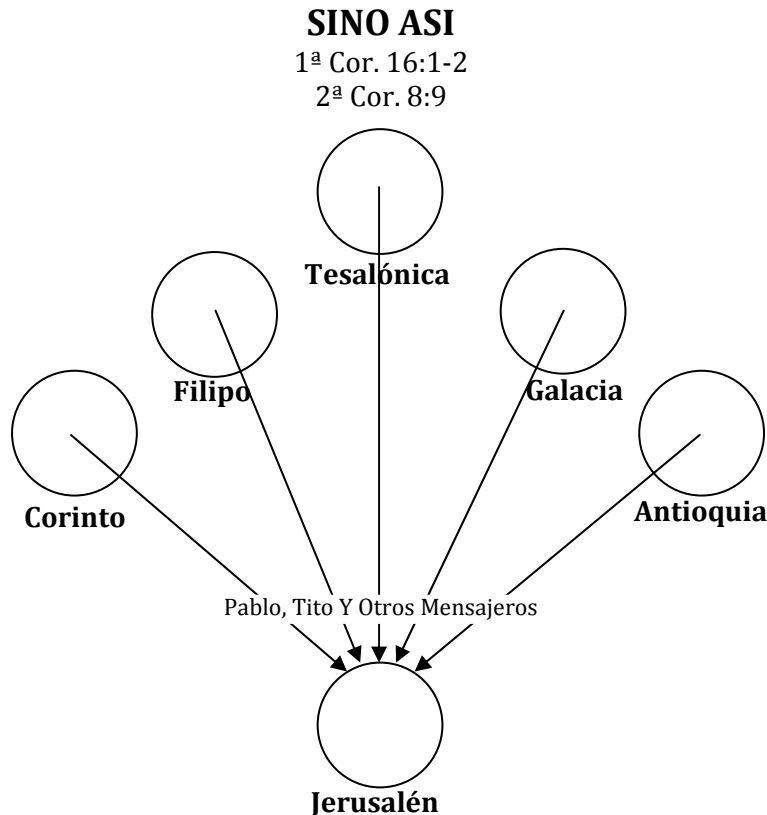 SINO ASI
1ª Cor. 16:1-2
2ª Cor. 8:9
Tesalónica
Filipo
Galacia
Corinto
Antioquia
Pablo, Tito Y Otros Mensajeros
Jerusalén